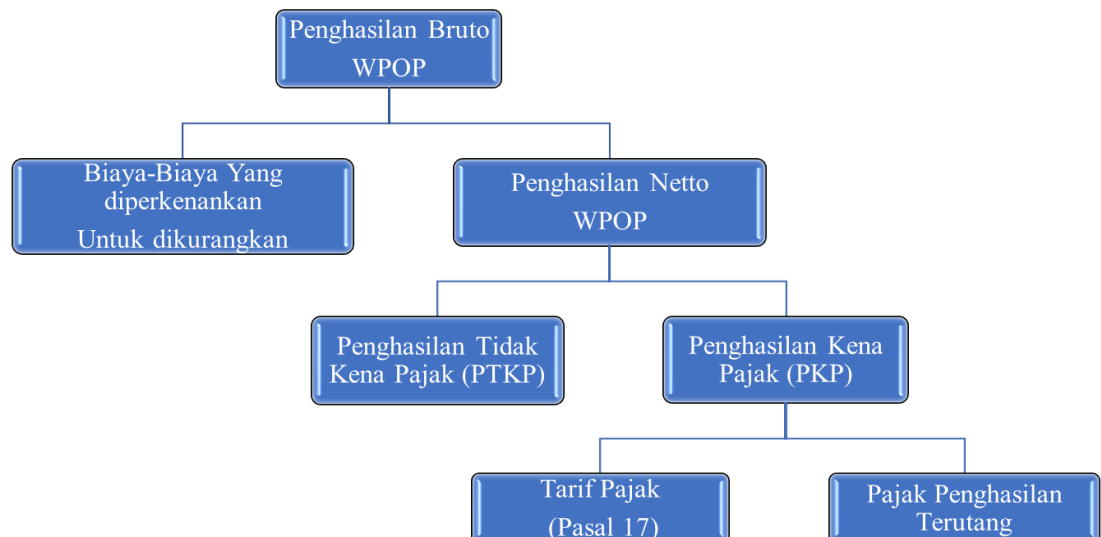 Penghasilan Bruto
WPOP
Biaya-Biaya Yang
diperkenankan
Untuk dikurangkan
Penghasilan Netto
WPOP
Penghasilan Tidak
Kena Pajak (PTKP)
Penghasilan Kena
Pajak (PKP)
Tarif Pajak
(Pasal 17)
Pajak Penghasilan
Terutang